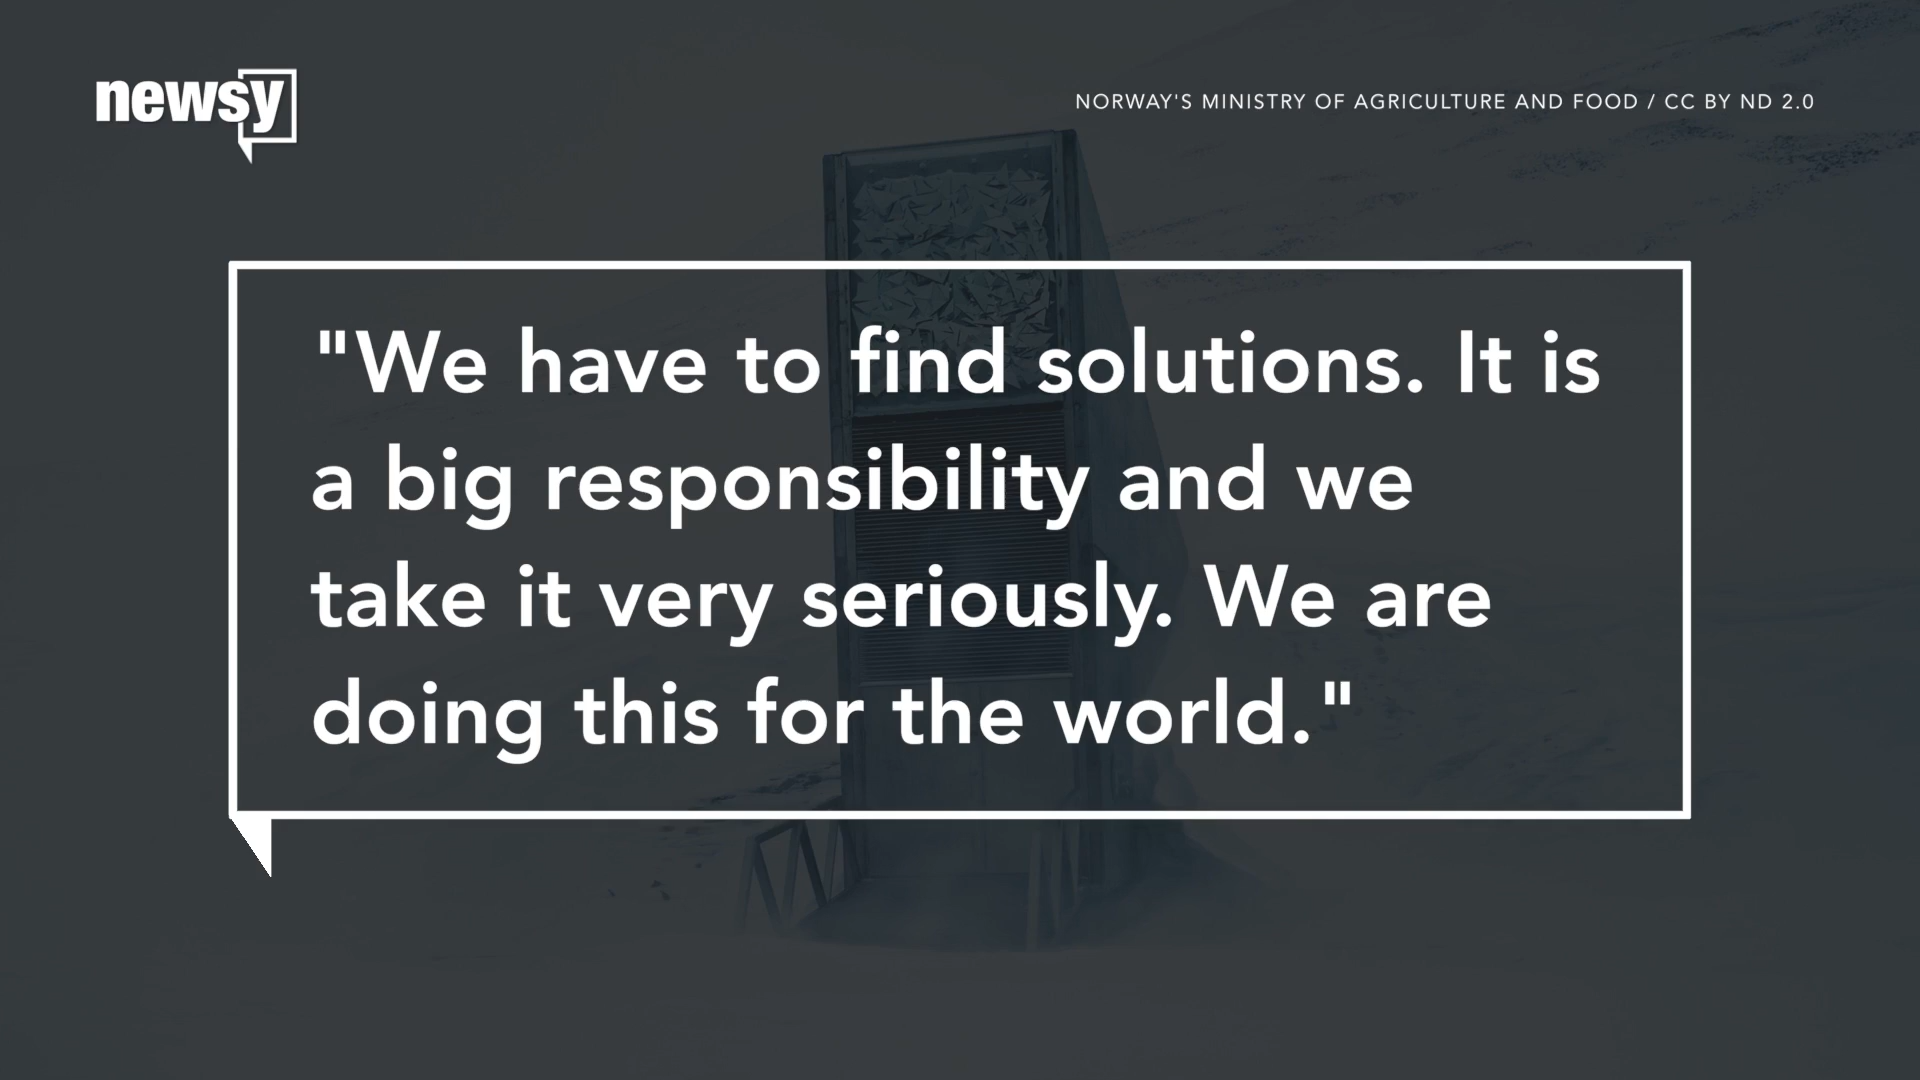 newsy
NORWAY'S MINISTRY OF AGRICULTURE AND FOOD / CC BY ND 2.0
"We have to find solutions. It is
a big responsibility and we
take it very seriously. We are
doing this for the world."